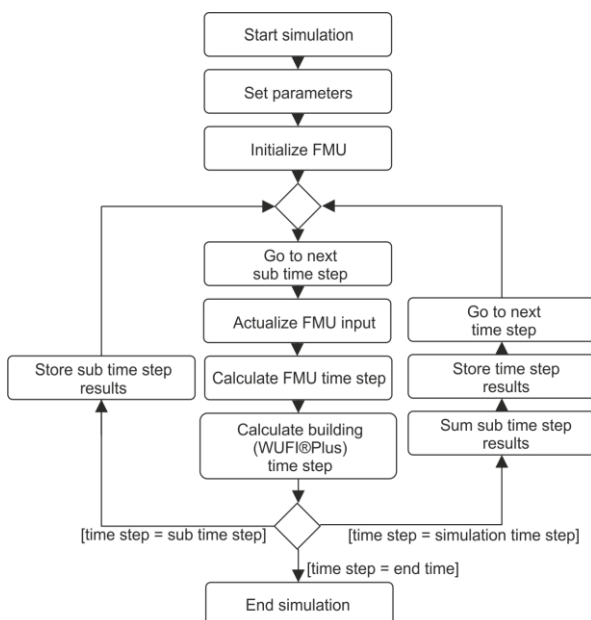 Start simulation
Set parameters
Initialize FMU
Go to next
sub time step
Actualize FMU input
Calculate FMU time step
Calculate building
(WUFI®Plus)
time step
Store sub time step
results
Go to next
time step
Store time step
results
Sum sub time step
results
[time step = sub time step]
[time step = simulation time step]
[time step = end time]
End simulation